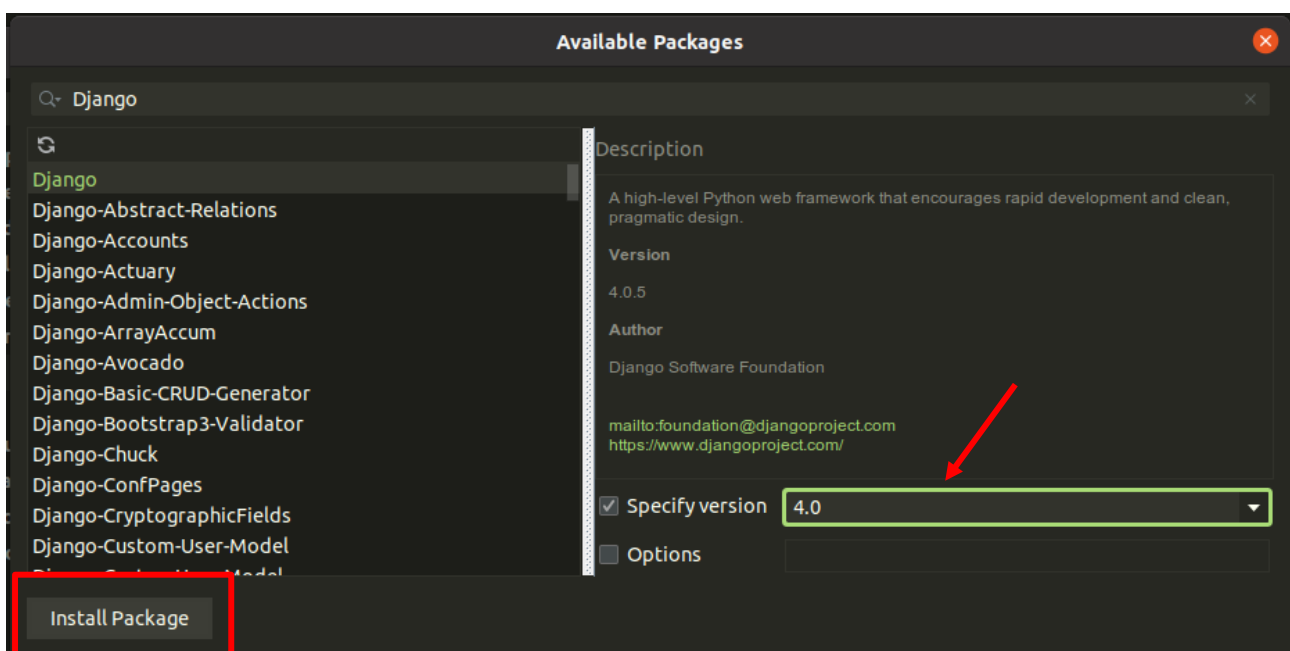 Available Packages
Django
Django
Django-Abstract-Relations
Django-Accounts
Django-Actuary
Django-Admin-Object-Actions
Django-ArrayAccum
Django-Avocado
Django-Basic-CRUD-Generator
Django-Bootstrap3-Validator
Django-Chuck
Django-ConfPages
Django-CryptographicFields
Django-Custom-User-Model
Install Package
Description
A high-level Python web framework that encourages rapid development and clean,
pragmatic design.
Version
4.0.5
Author
Django Software Foundation
mailto:foundation@djangoproject.com
https://www.djangoproject.com/
Specify version 4.0
Options